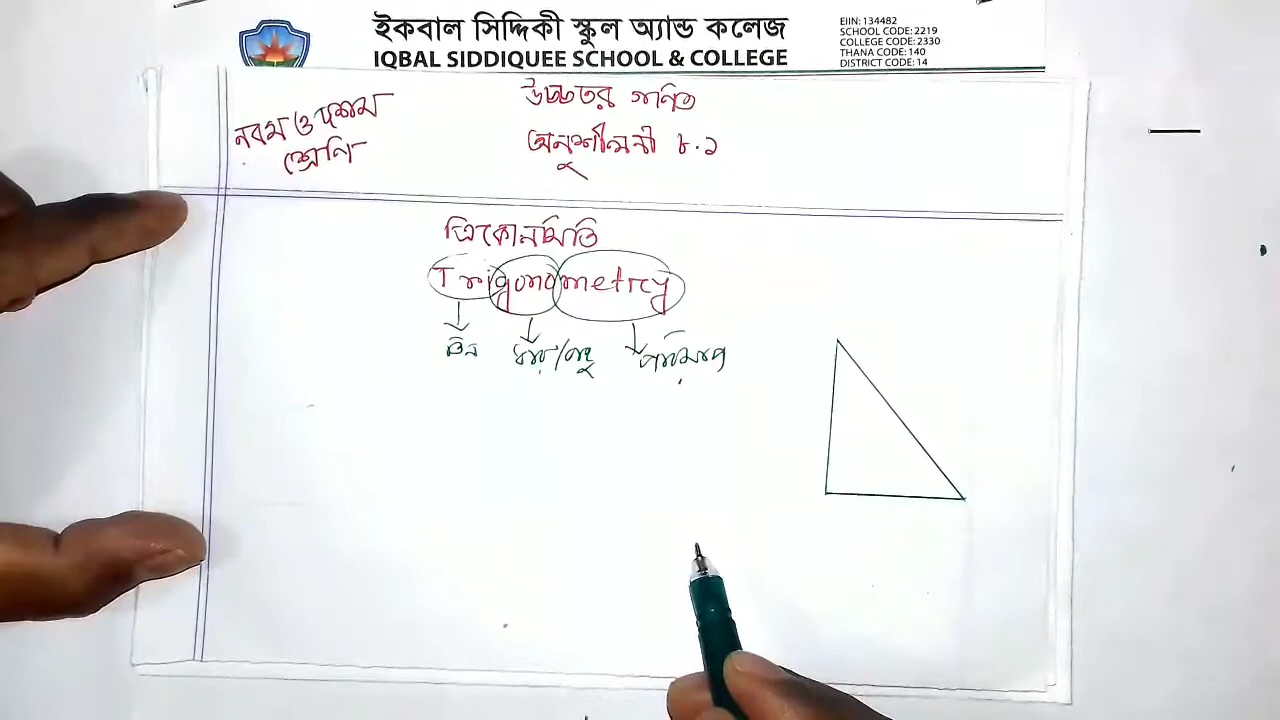 ইকবাল সিদ্দিকী স্কুল অ্যান্ড কলেজ
IQBAL SIDDIQUEE SCHOOL & COLLEGE
EIIN: 134482
SCHOOL CODE: 2219
COLLEGE CODE: 2330
THANA CODE: 140
DISTRICT CODE: 14
নবম ও দশম
শ্রেণি
উচ্চতর গণিত
অনুশীলনী ৮.১
ত্রিকোনমিতি
Trigonometry
তিন
ধার/বাহু
পরিমাপ